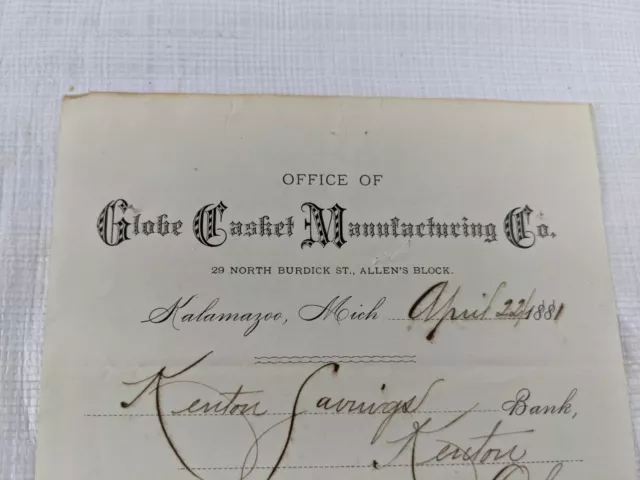 OFFICE OF
Globe Casket Manufacturing Co.
29 NORTH BURDICK ST., ALLEN'S BLOCK.
Kalamazoo, Mich April 22/1881
Kenton Savings Bank,
Kenton